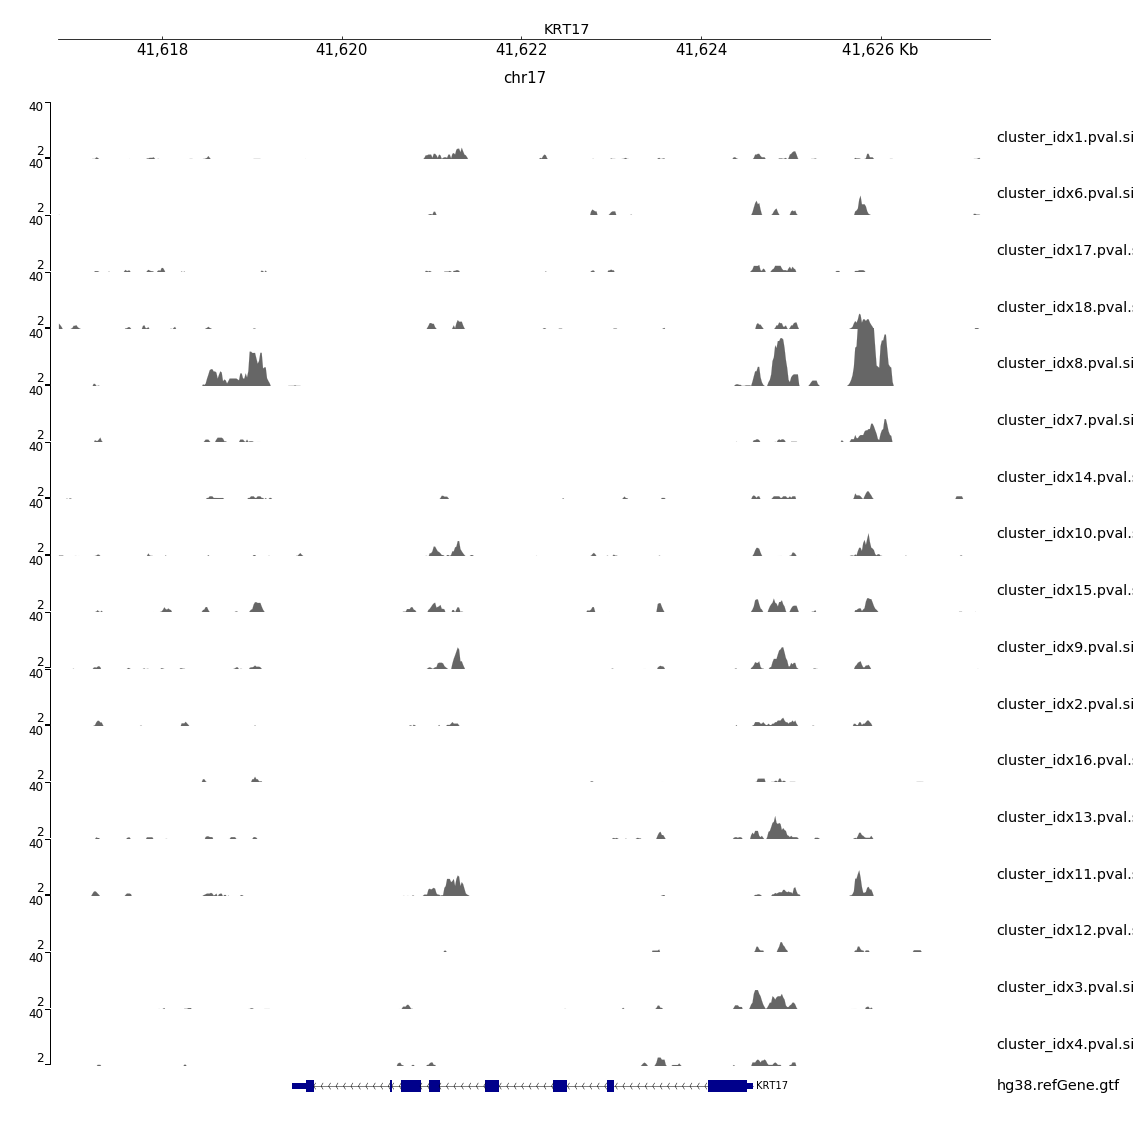 KRT17
41,618 41,620 41,622 41,624 41,626 Kb
chr17
40
cluster_idx1.pval.si
2
40
cluster_idx6.pval.si
2
40
cluster_idx17.pval.s
2
40
cluster_idx18.pval.s
2
40
cluster_idx8.pval.si
2
40
cluster_idx7.pval.si
2
40
cluster_idx14.pval.s
2
40
cluster_idx10.pval.s
2
40
cluster_idx15.pval.s
2
40
cluster_idx9.pval.si
2
40
cluster_idx2.pval.si
2
40
cluster_idx16.pval.s
2
40
cluster_idx13.pval.s
2
40
cluster_idx11.pval.s
2
40
cluster_idx12.pval.s
2
40
cluster_idx3.pval.si
2
40
cluster_idx4.pval.si
2
KRT17 hg38.refGene.gtf